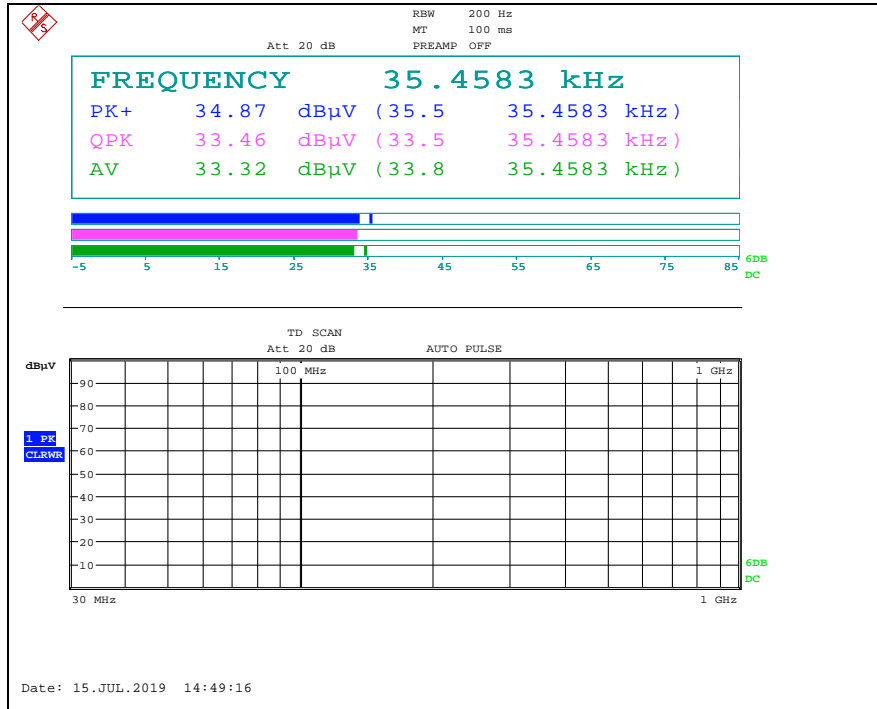 R S
RBW 200 Hz
MT 100 ms
Att 20 dB PREAMP OFF
FREQUENCY 35.4583 kHz
PK+ 34.87 dBµV (35.5 35.4583 kHz)
QPK 33.46 dBµV (33.5 35.4583 kHz)
AV 33.32 dBµV (33.8 35.4583 kHz)
-5 5 15 25 35 45 55 65 75 85
6DB
DC
TD SCAN
Att 20 dB AUTO PULSE
dBµV
100 MHz 1 GHz
90
80
70
1 PK
CLRWR
60
50
40
30
20
10
6DB
DC
30 MHz 1 GHz
Date: 15.JUL.2019 14:49:16